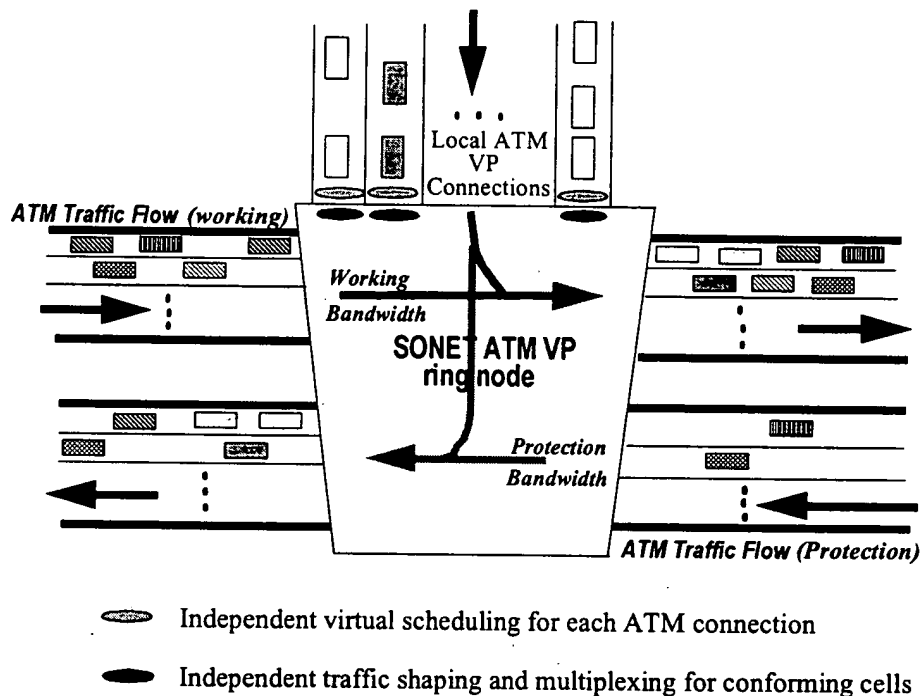 Local ATM
VP
Connections
ATM Traffic Flow (working)
Working
Bandwidth
SONET ATM VP
ring node
Protection
Bandwidth
ATM Traffic Flow (Protection)
Independent virtual scheduling for each ATM connection
Independent traffic shaping and multiplexing for conforming cells